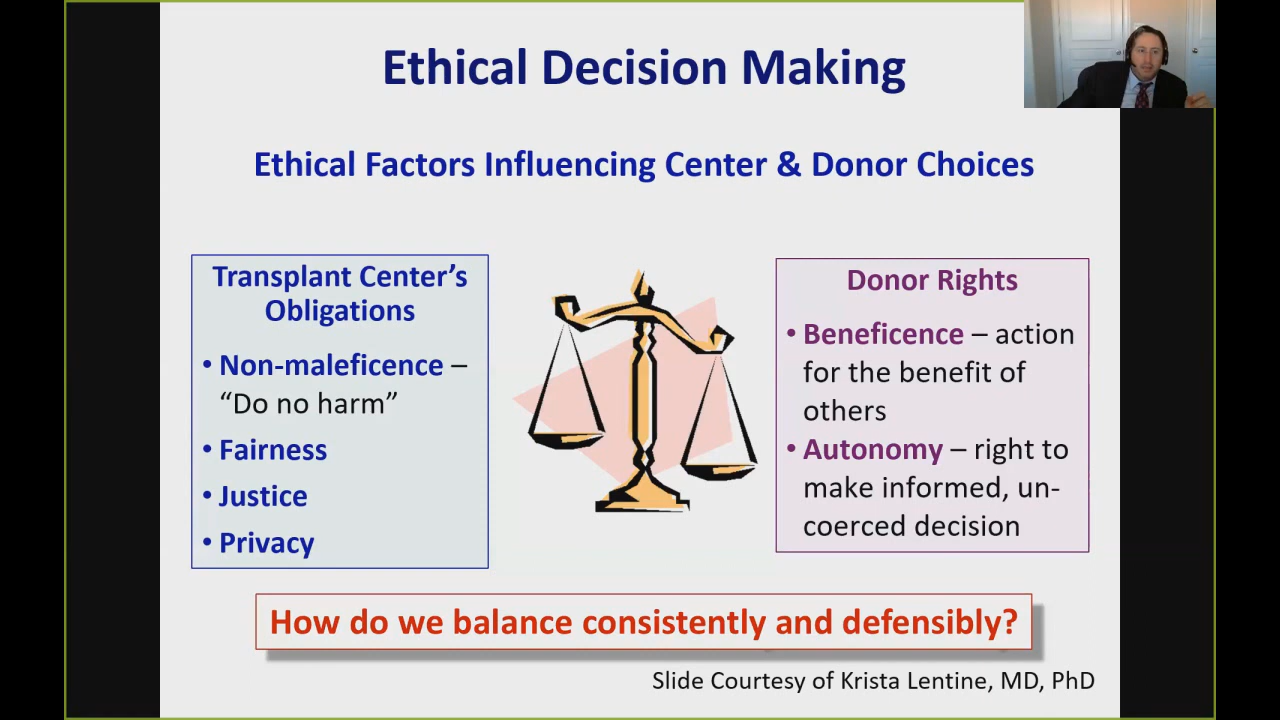 Ethical Decision Making
Ethical Factors Influencing Center & Donor Choices
Transplant Center’s
Obligations
• Non-maleficence –
“Do no harm”
• Fairness
• Justice
• Privacy
Donor Rights
• Beneficence – action
for the benefit of
others
• Autonomy – right to
make informed, un-
coerced decision
How do we balance consistently and defensibly?
Slide Courtesy of Krista Lentine, MD, PhD